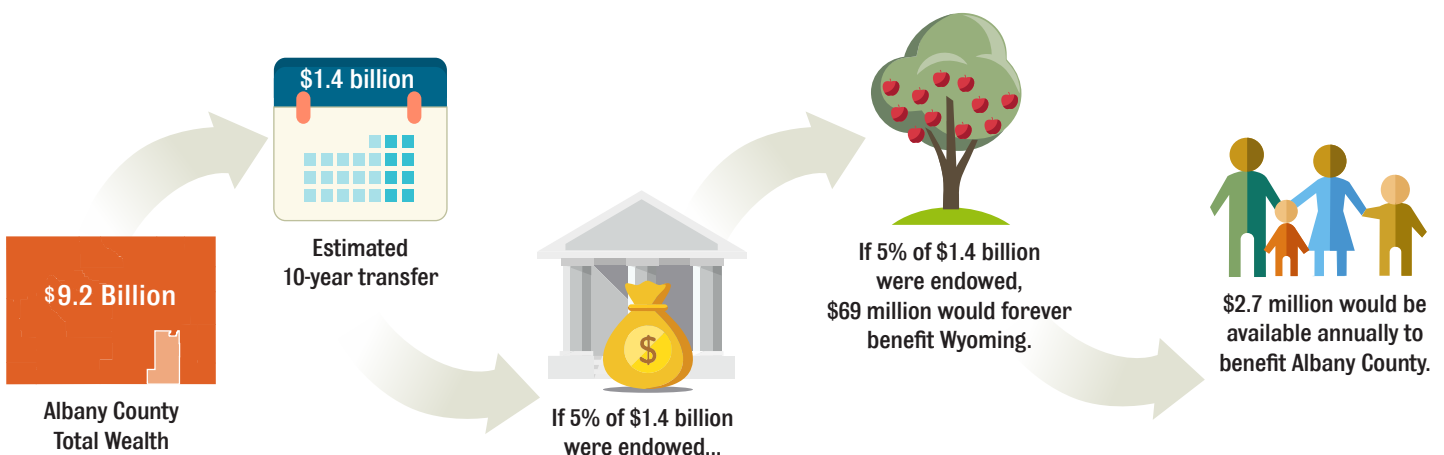 $9.2 Billion
Albany County
Total Wealth
$1.4 billion
Estimated
10-year transfer
$
If 5% of $1.4 billion
were endowed...
If 5% of $1.4 billion
were endowed,
$69 million would forever
benefit Wyoming.
$2.7 million would be
available annually to
benefit Albany County.